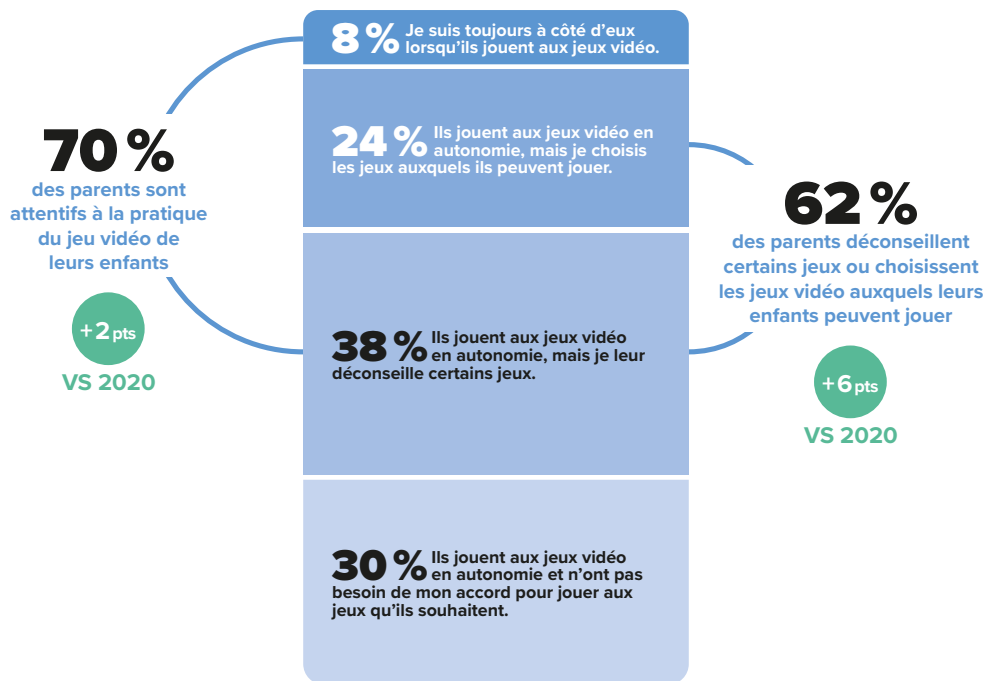 8 % Je suis toujours à côté d'eux
lorsqu'ils jouent aux jeux vidéo.
24 % Ils jouent aux jeux vidéo en
autonomie, mais je choisis
les jeux auxquels ils peuvent jouer.
38 % Ils jouent aux jeux vidéo
en autonomie, mais je leur
déconseille certains jeux.
30 % Ils jouent aux jeux vidéo
en autonomie et n'ont pas
besoin de mon accord pour jouer aux
jeux qu'ils souhaitent.
70 %
des parents sont
attentifs à la pratique
du jeu vidéo de
leurs enfants
+2 pts
VS 2020
62 %
des parents déconseillent
certains jeux ou choisissent
les jeux vidéo auxquels leurs
enfants peuvent jouer
+6 pts
VS 2020